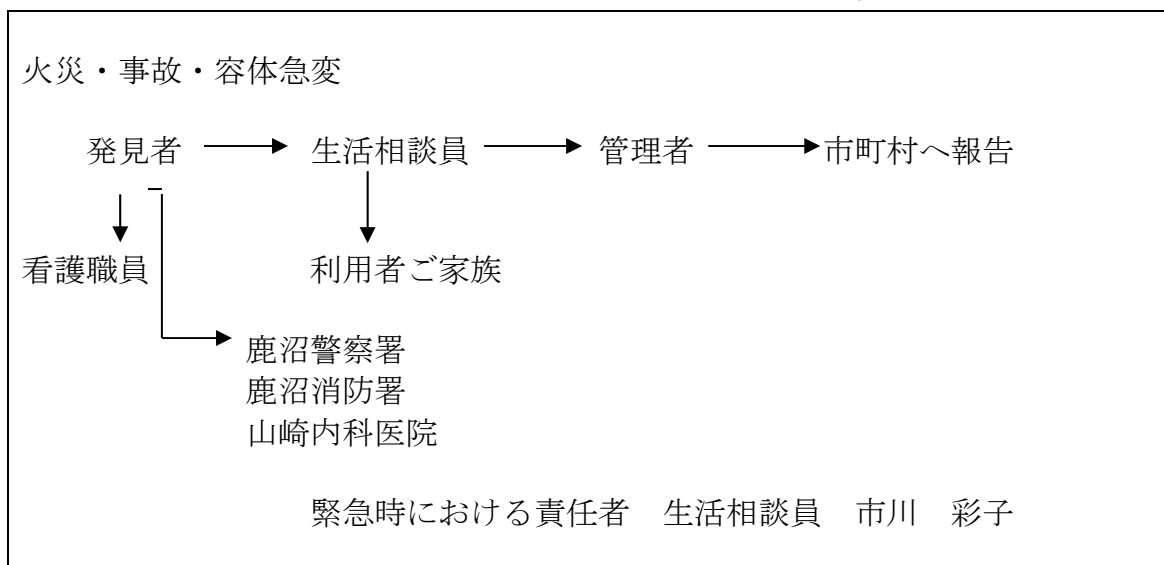 火災・事故・容体急変
発見者 生活相談員 管理者 市町村へ報告
看護職員 利用者ご家族
鹿沼警察署
鹿沼消防署
山崎内科医院
緊急時における責任者 生活相談員 市川 彩子